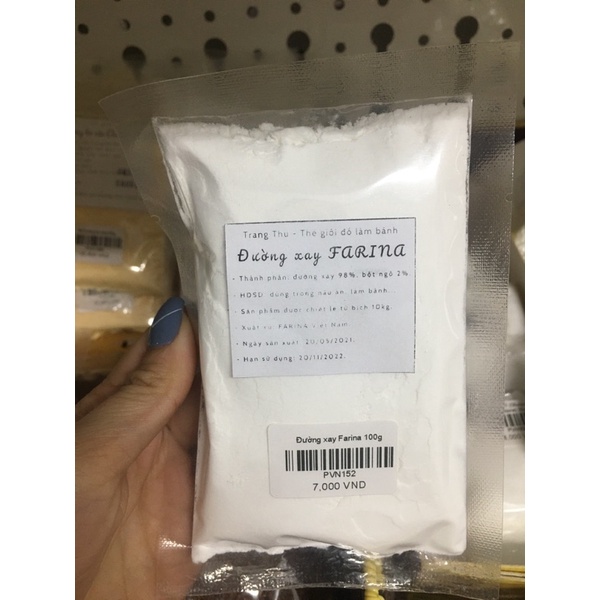 Trang Thu - Thế giới đồ làm bánh
Đường xay FARINA
- Thành phần: đường xay 98%, bột ngô 2%
- HDSD: dùng trong nấu ăn, làm bánh...
- Sản phẩm được chiết lẻ từ bịch 10kg.
- Xuất xứ: FARINA Việt Nam.
- Ngày sản xuất: 20/05/2021.
- Hạn sử dụng: 20/11/2022.
Đường xay Farina 100g
PVN152
7,000 VND